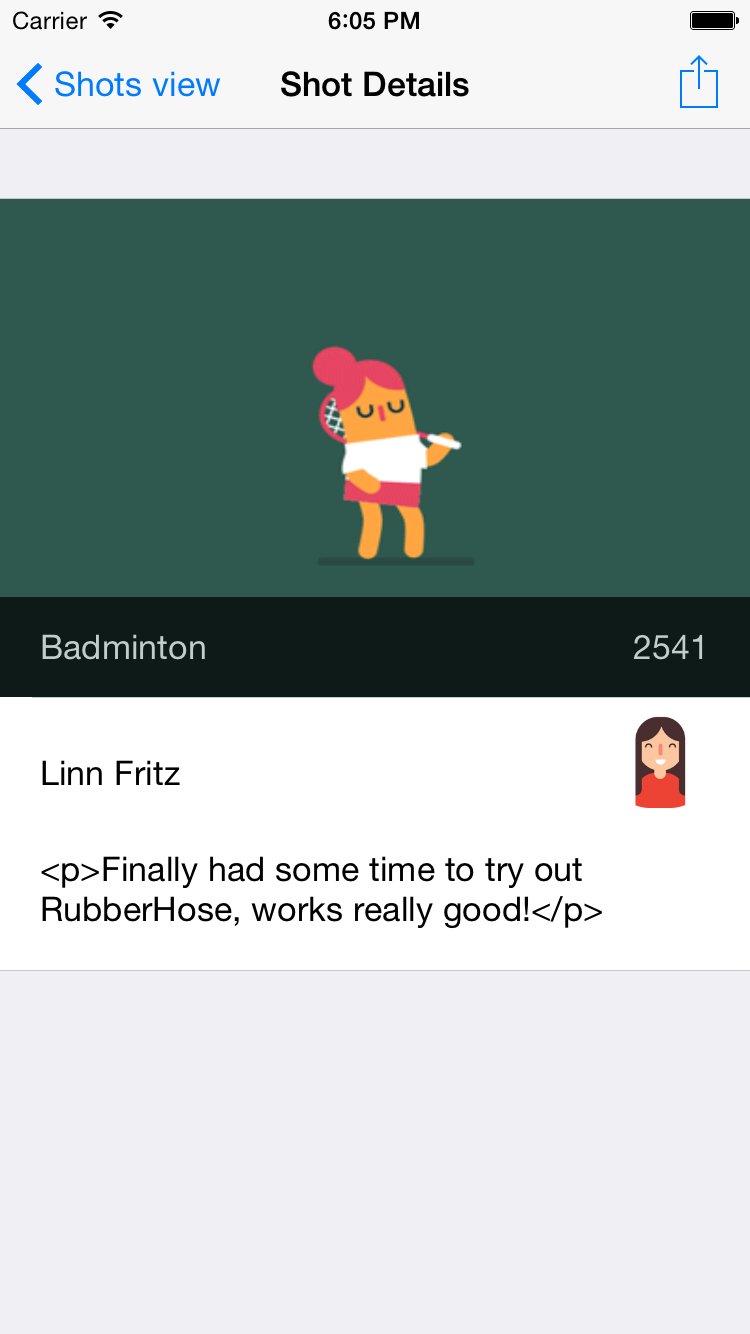 Carrier 6:05 PM
Shots view Shot Details
Badminton 2541
Linn Fritz
<p>Finally had some time to try out
RubberHose, works really good!</p>